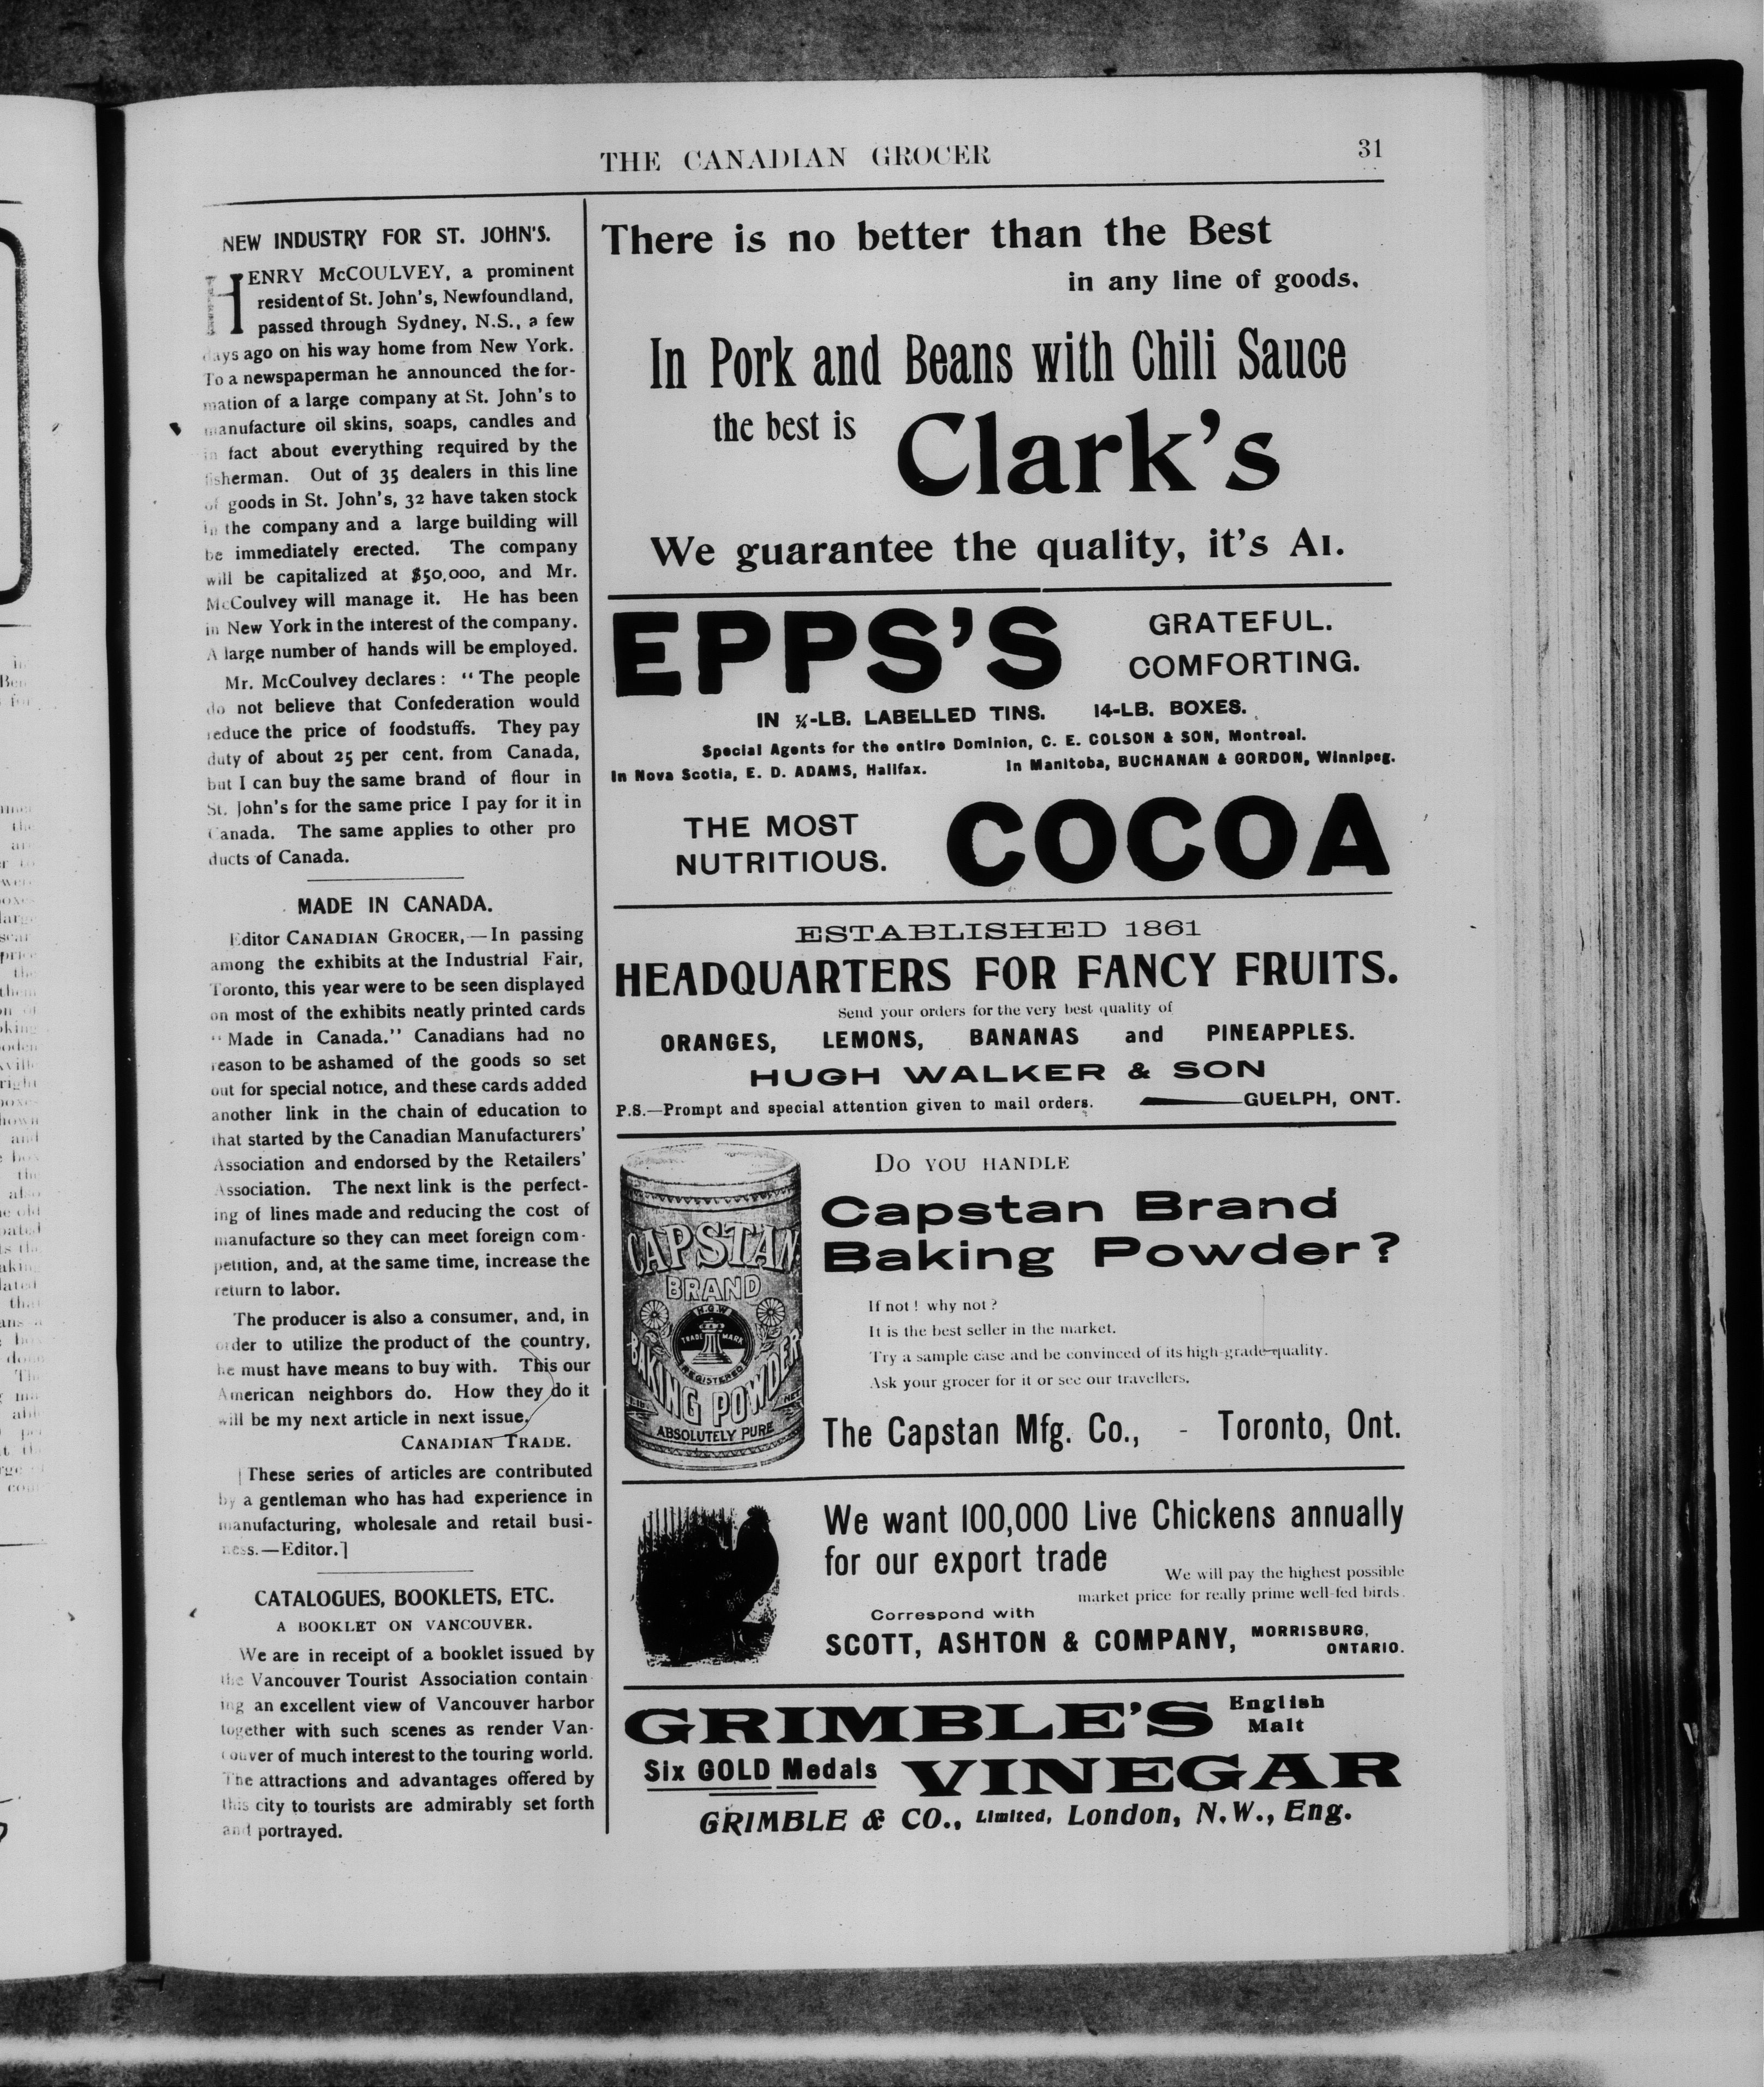 THE CANADIAN GROCER
31
NEW INDUSTRY FOR ST. JOHN'S.
HENRY McCOULVEY, a prominent
resident of St. John's, Newfoundland,
passed through Sydney, N.S., a few
days ago on his way home from New York.
To a newspaperman he announced the for-
mation of a large company at St. John's to
manufacture oil skins, soaps, candles and
in fact about everything required by the
fisherman. Out of 35 dealers in this line
of goods in St. John's, 32 have taken stock
in the company and a large building will
be immediately erected. The company
will be capitalized at $50,000, and Mr.
McCoulvey will manage it. He has been
in New York in the interest of the company.
A large number of hands will be employed.
Mr. McCoulvey declares: "The people
do not believe that Confederation would
reduce the price of foodstuffs. They pay
duty of about 25 per cent. from Canada,
but I can buy the same brand of flour in
St. John's for the same price I pay for it in
Canada. The same applies to other pro
ducts of Canada.
MADE IN CANADA.
Editor CANADIAN GROCER,—In passing
among the exhibits at the Industrial Fair,
Toronto, this year were to be seen displayed
on most of the exhibits neatly printed cards
"Made in Canada." Canadians had no
reason to be ashamed of the goods so set
out for special notice, and these cards added
another link in the chain of education to
that started by the Canadian Manufacturers'
Association and endorsed by the Retailers'
Association. The next link is the perfect-
ing of lines made and reducing the cost of
manufacture so they can meet foreign com-
petition, and, at the same time, increase the
return to labor.
The producer is also a consumer, and, in
order to utilize the product of the country,
he must have means to buy with. This our
American neighbors do. How they do it
will be my next article in next issue.
CANADIAN TRADE.
[These series of articles are contributed
by a gentleman who has had experience in
manufacturing, wholesale and retail busi-
ness.—Editor.]
CATALOGUES, BOOKLETS, ETC.
A BOOKLET ON VANCOUVER.
We are in receipt of a booklet issued by
the Vancouver Tourist Association contain-
ing an excellent view of Vancouver harbor
together with such scenes as render Van-
couver of much interest to the touring world.
The attractions and advantages offered by
this city to tourists are admirably set forth
and portrayed.
There is no better than the Best
in any line of goods.
In Pork and Beans with Chili Sauce
the best is Clark's
We guarantee the quality, it's A1.
EPPS'S
GRATEFUL.
COMFORTING.
IN ¼-LB. LABELLED TINS. 14-LB. BOXES.
Special Agents for the entire Dominion, C. E. COLSON & SON, Montreal.
In Nova Scotia, E. D. ADAMS, Halifax. In Manitoba, BUCHANAN & GORDON, Winnipeg.
THE MOST
NUTRITIOUS.
COCOA
ESTABLISHED 1861
HEADQUARTERS FOR FANCY FRUITS.
Send your orders for the very best quality of
ORANGES, LEMONS, BANANAS and PINEAPPLES.
HUGH WALKER & SON
P.S.—Prompt and special attention given to mail orders. GUELPH, ONT.
CAPSTAN
BRAND
H.G.W
TRADE MARK
REGISTERED
BAKING POWDER
NET
ABSOLUTELY PURE
DO YOU HANDLE
Capstan Brand
Baking Powder?
If not! why not?
It is the best seller in the market.
Try a sample case and be convinced of its high-grade quality.
Ask your grocer for it or see our travellers.
The Capstan Mfg. Co., - Toronto, Ont.
We want 100,000 Live Chickens annually
for our export trade
We will pay the highest possible
market price for really prime well-fed birds.
Correspond with
SCOTT, ASHTON & COMPANY, MORRISBURG,
ONTARIO.
GRIMBLE'S English
Malt
Six GOLD Medals VINEGAR
GRIMBLE & CO., Limited, London, N.W., Eng.